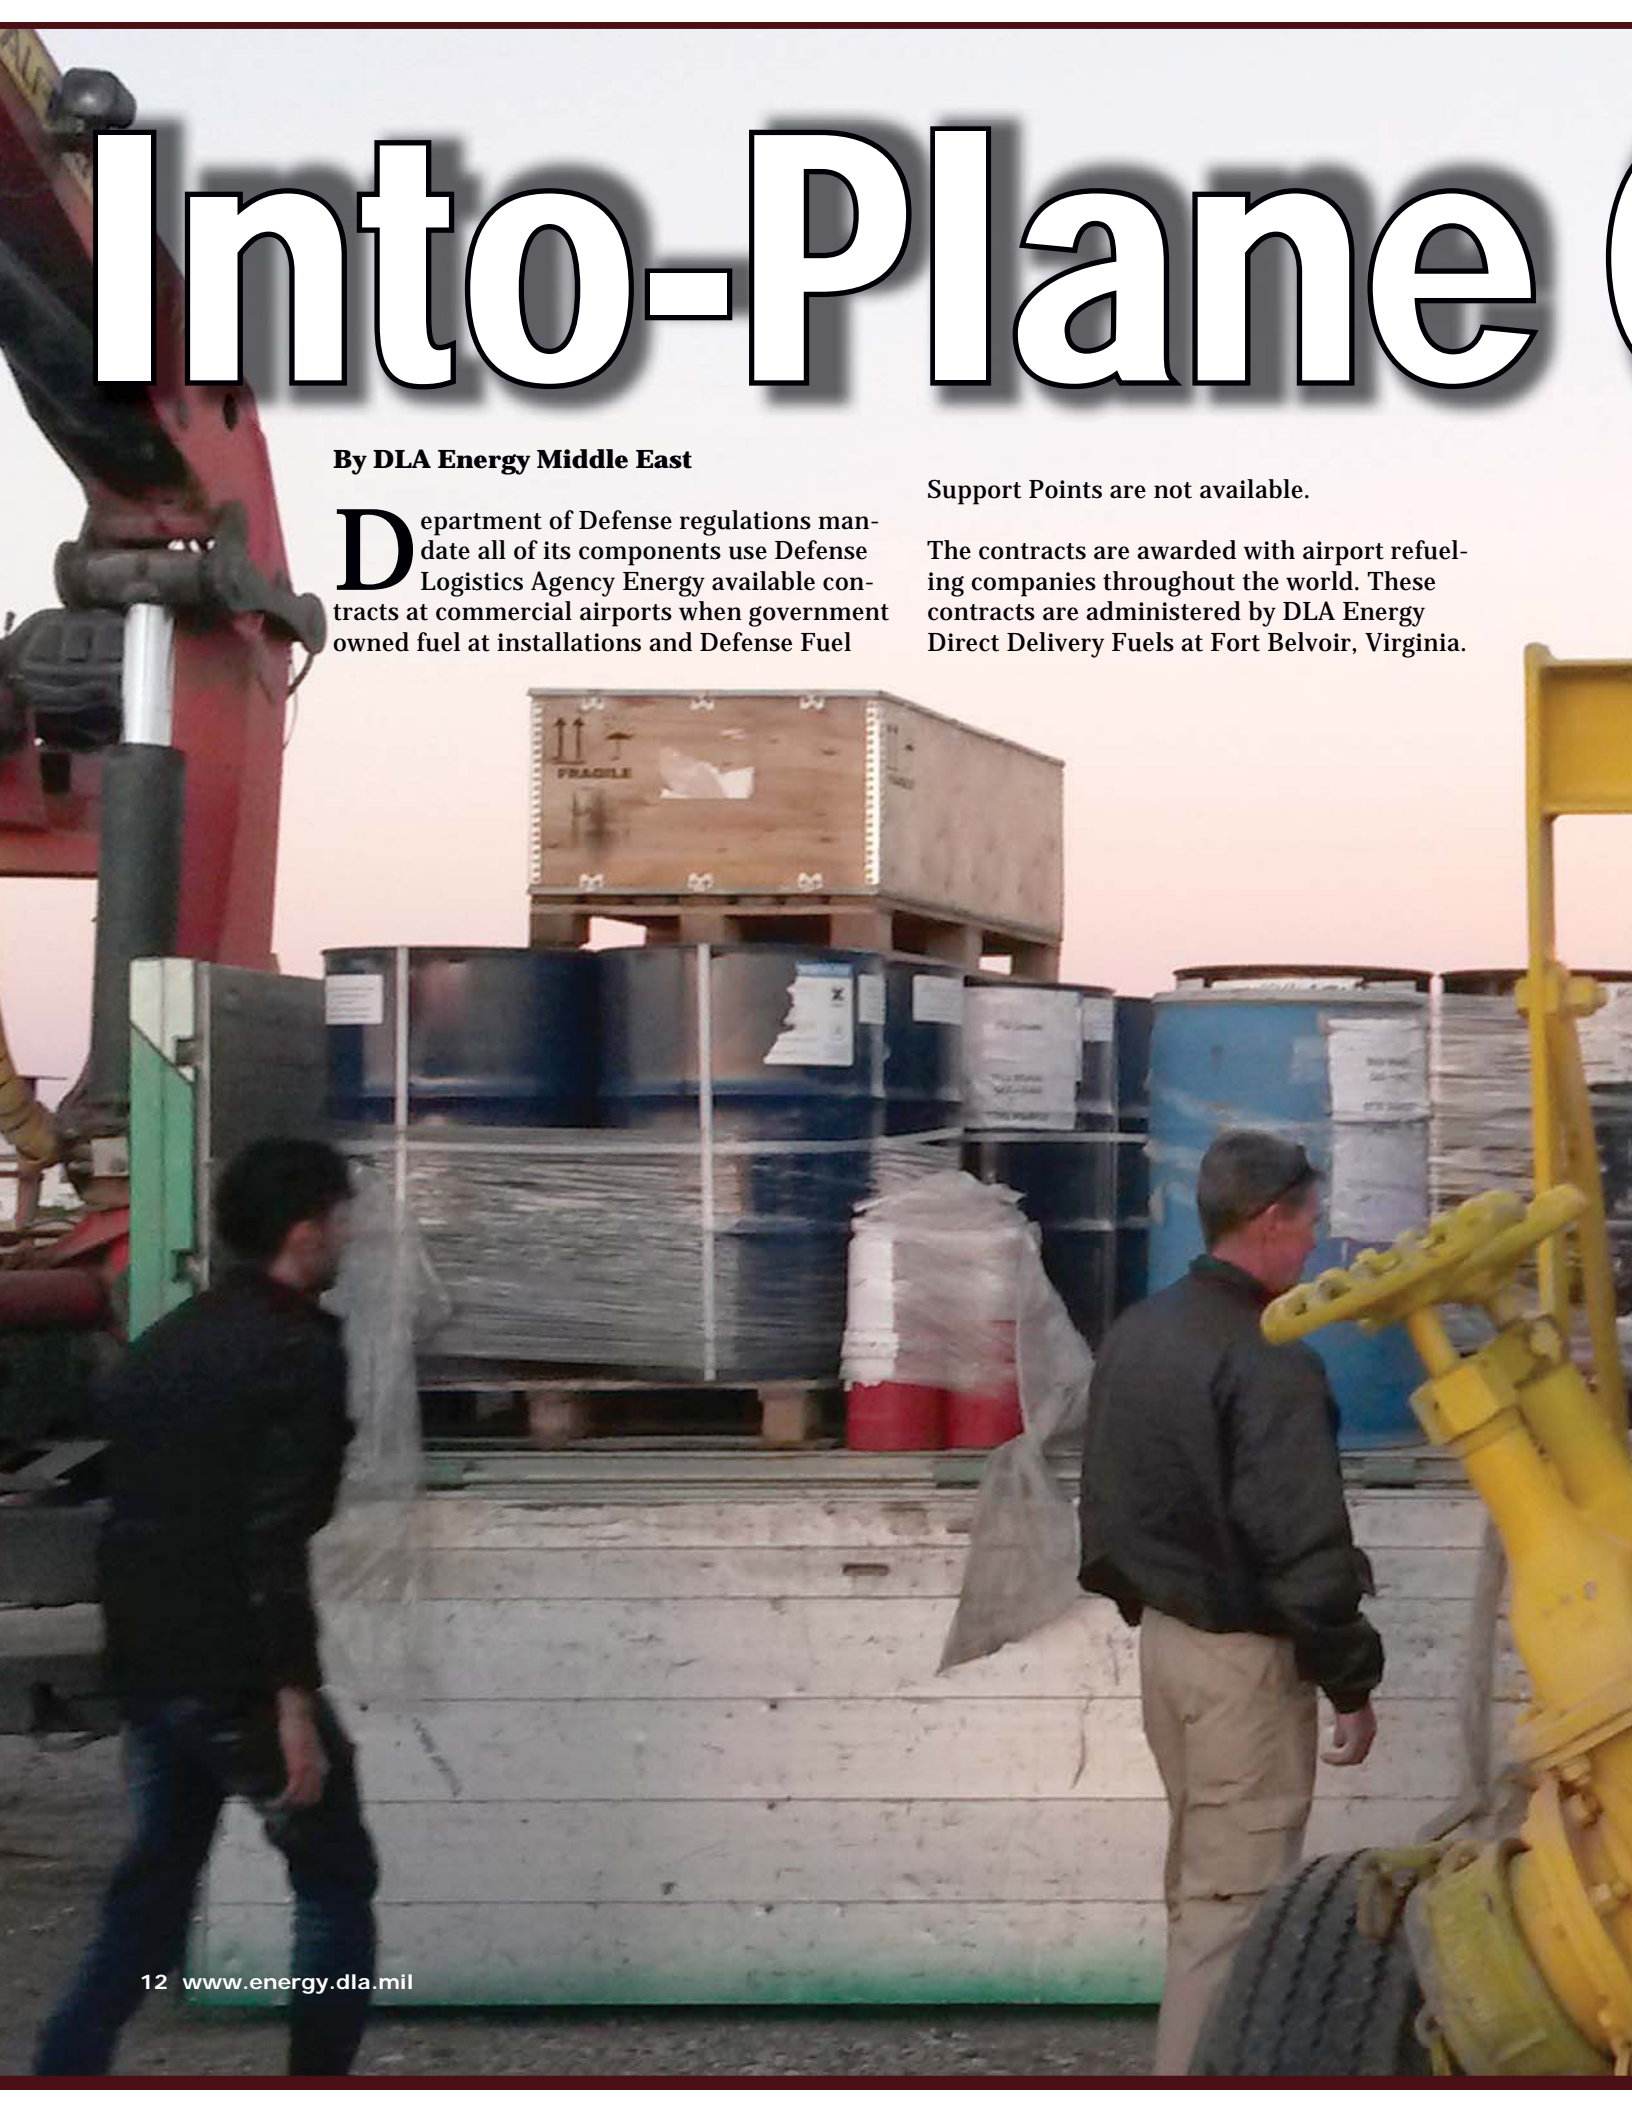 Into-Plane
By DLA Energy Middle East
Department of Defense regulations man-
date all of its components use Defense
Logistics Agency Energy available con-
tracts at commercial airports when government
owned fuel at installations and Defense Fuel
Support Points are not available.
The contracts are awarded with airport refuel-
ing companies throughout the world. These
contracts are administered by DLA Energy
Direct Delivery Fuels at Fort Belvoir, Virginia.
FRAGILE
12 www.energy.dla.mil